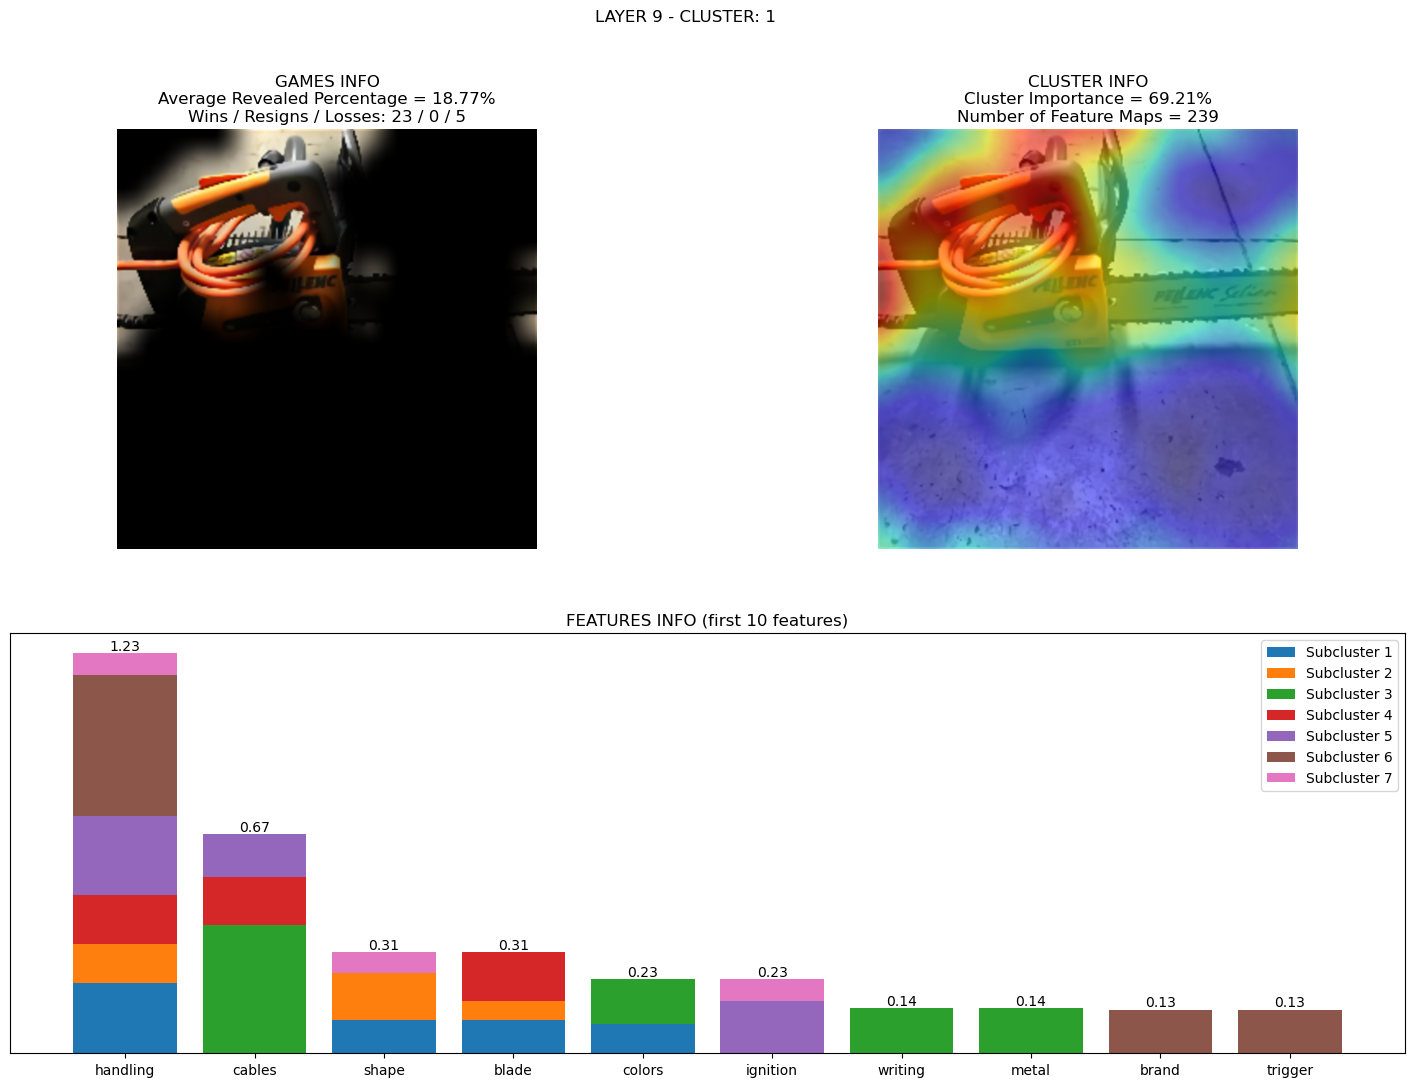 LAYER 9 - CLUSTER: 1
GAMES INFO
Average Revealed Percentage = 18.77%
Wins / Resigns / Losses: 23 / 0 / 5
CLUSTER INFO
Cluster Importance = 69.21%
Number of Feature Maps = 239
PELLENC
PELLENC Selion
FEATURES INFO (first 10 features)
1.23
0.67
0.31
0.31
0.23
0.23
0.14
0.14
0.13
0.13
Subcluster 1
Subcluster 2
Subcluster 3
Subcluster 4
Subcluster 5
Subcluster 6
Subcluster 7
handling
cables
shape
blade
colors
ignition
writing
metal
brand
trigger